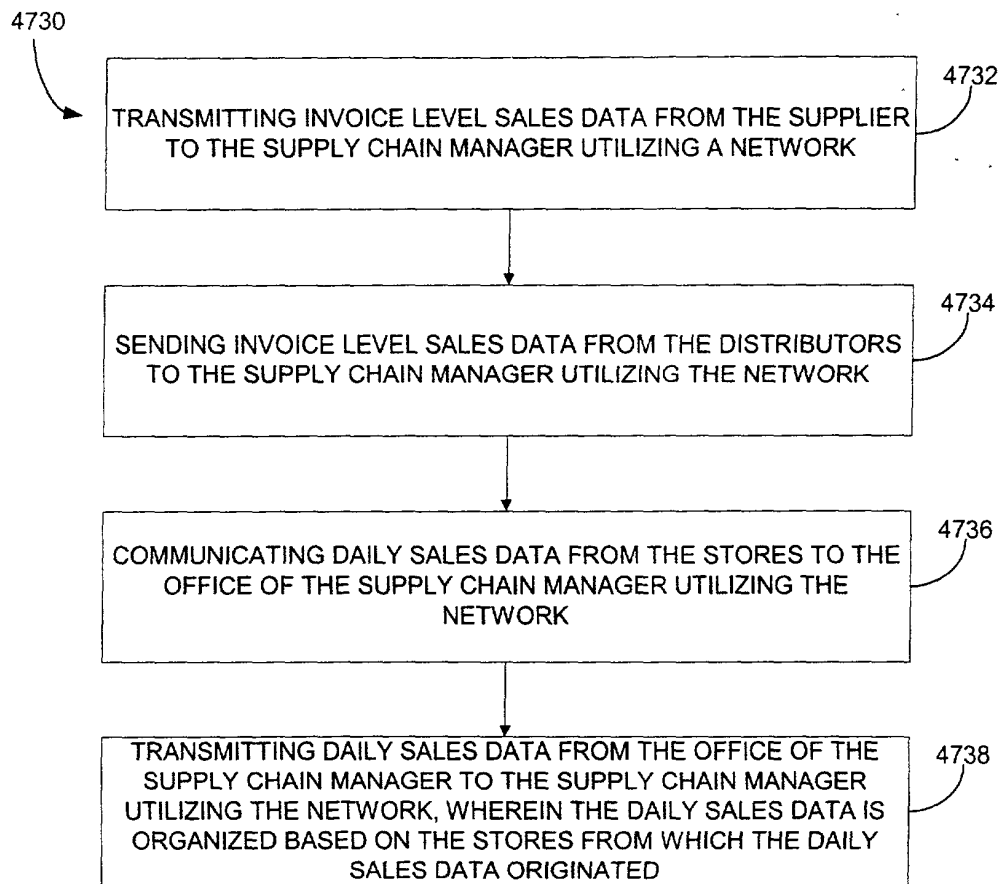 4730
4732
TRANSMITTING INVOICE LEVEL SALES DATA FROM THE SUPPLIER
TO THE SUPPLY CHAIN MANAGER UTILIZING A NETWORK
4734
SENDING INVOICE LEVEL SALES DATA FROM THE DISTRIBUTORS
TO THE SUPPLY CHAIN MANAGER UTILIZING THE NETWORK
4736
COMMUNICATING DAILY SALES DATA FROM THE STORES TO THE
OFFICE OF THE SUPPLY CHAIN MANAGER UTILIZING THE
NETWORK
4738
TRANSMITTING DAILY SALES DATA FROM THE OFFICE OF THE
SUPPLY CHAIN MANAGER TO THE SUPPLY CHAIN MANAGER
UTILIZING THE NETWORK, WHEREIN THE DAILY SALES DATA IS
ORGANIZED BASED ON THE STORES FROM WHICH THE DAILY
SALES DATA ORIGINATED